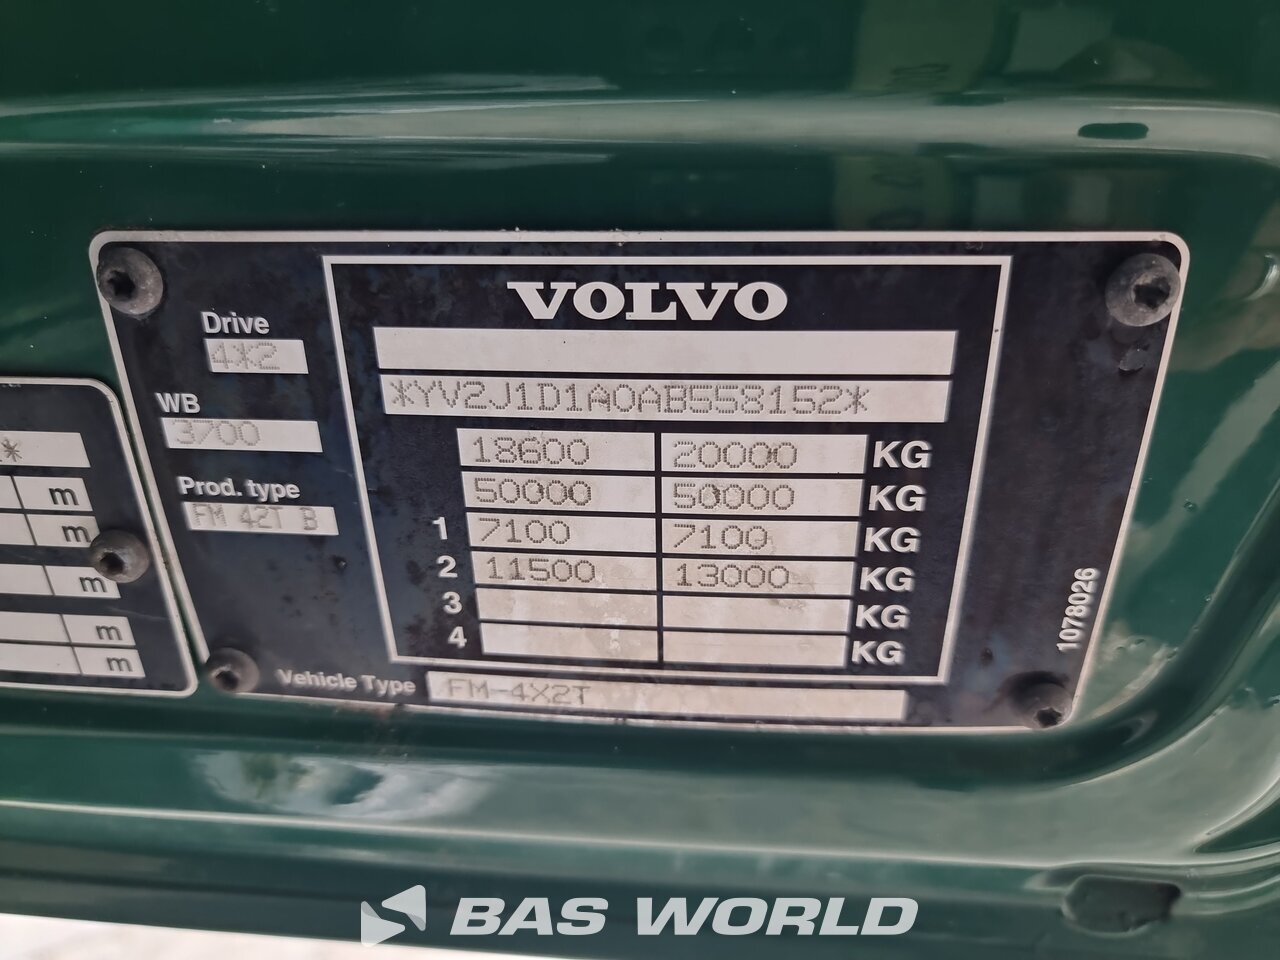 VOLVO
Drive
4X2
*YV2J1D1A0AB558152*
WB
3700
18600 20000 KG
50000 50000 KG
Prod. type
FM 42T B
1 7100 7100 KG
2 11500 13000 KG
3 KG
4 KG
1078026
Vehicle Type FM-4X2T
*
m
m
m
m
m
BAS WORLD